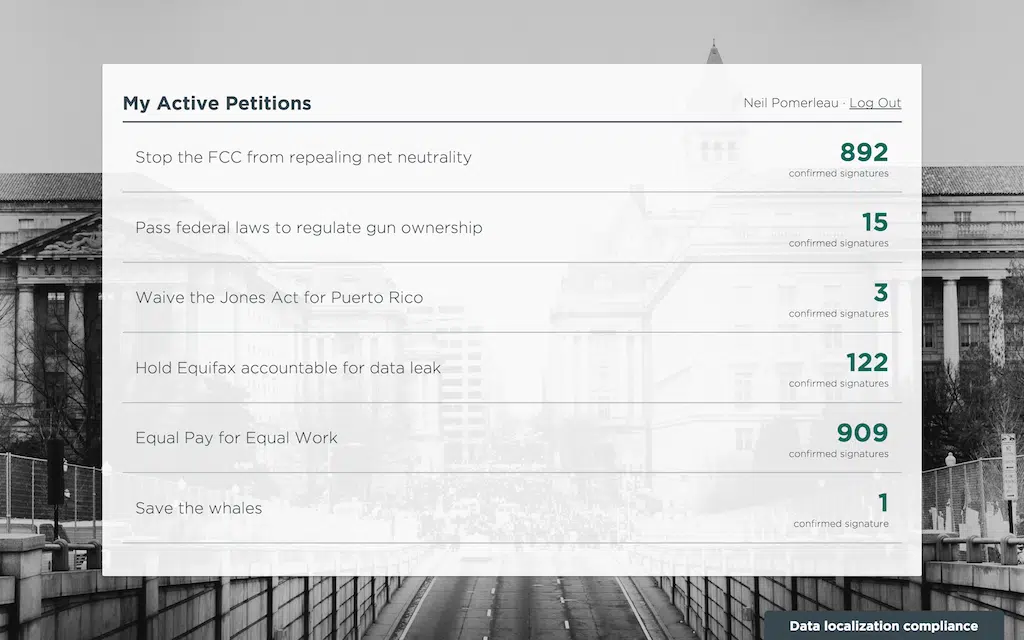 My Active Petitions
Neil Pomerleau · Log Out
Stop the FCC from repealing net neutrality
892
confirmed signatures
Pass federal laws to regulate gun ownership
15
confirmed signatures
Waive the Jones Act for Puerto Rico
3
confirmed signatures
Hold Equifax accountable for data leak
122
confirmed signatures
Equal Pay for Equal Work
909
confirmed signatures
Save the whales
1
confirmed signature
Data localization compliance